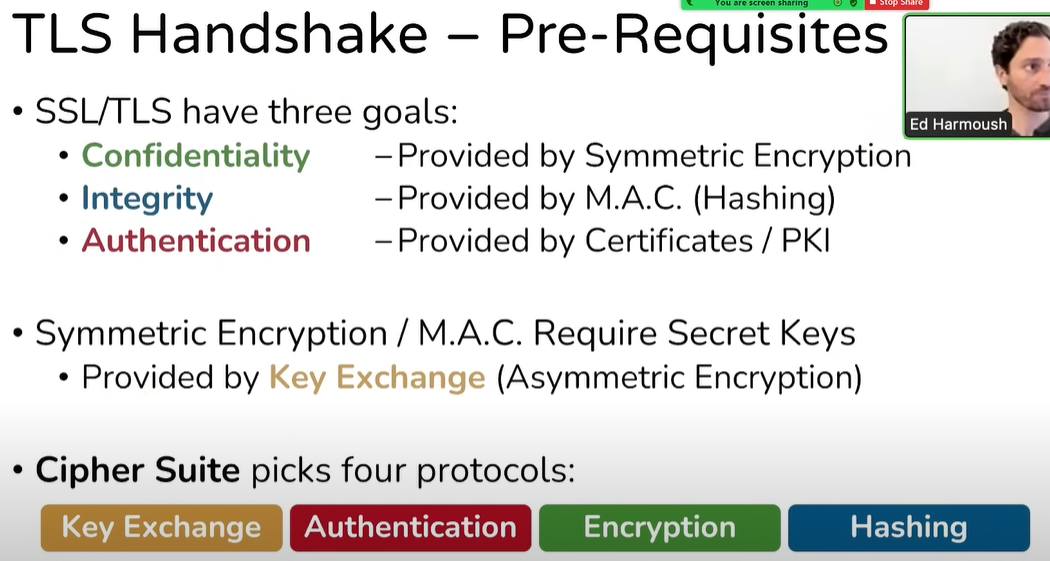 You are screen sharing
Stop Share
TLS Handshake – Pre-Requisites
Ed Harmoush
• SSL/TLS have three goals:
• Confidentiality – Provided by Symmetric Encryption
• Integrity – Provided by M.A.C. (Hashing)
• Authentication – Provided by Certificates / PKI
• Symmetric Encryption / M.A.C. Require Secret Keys
• Provided by Key Exchange (Asymmetric Encryption)
• Cipher Suite picks four protocols:
Key Exchange Authentication Encryption Hashing